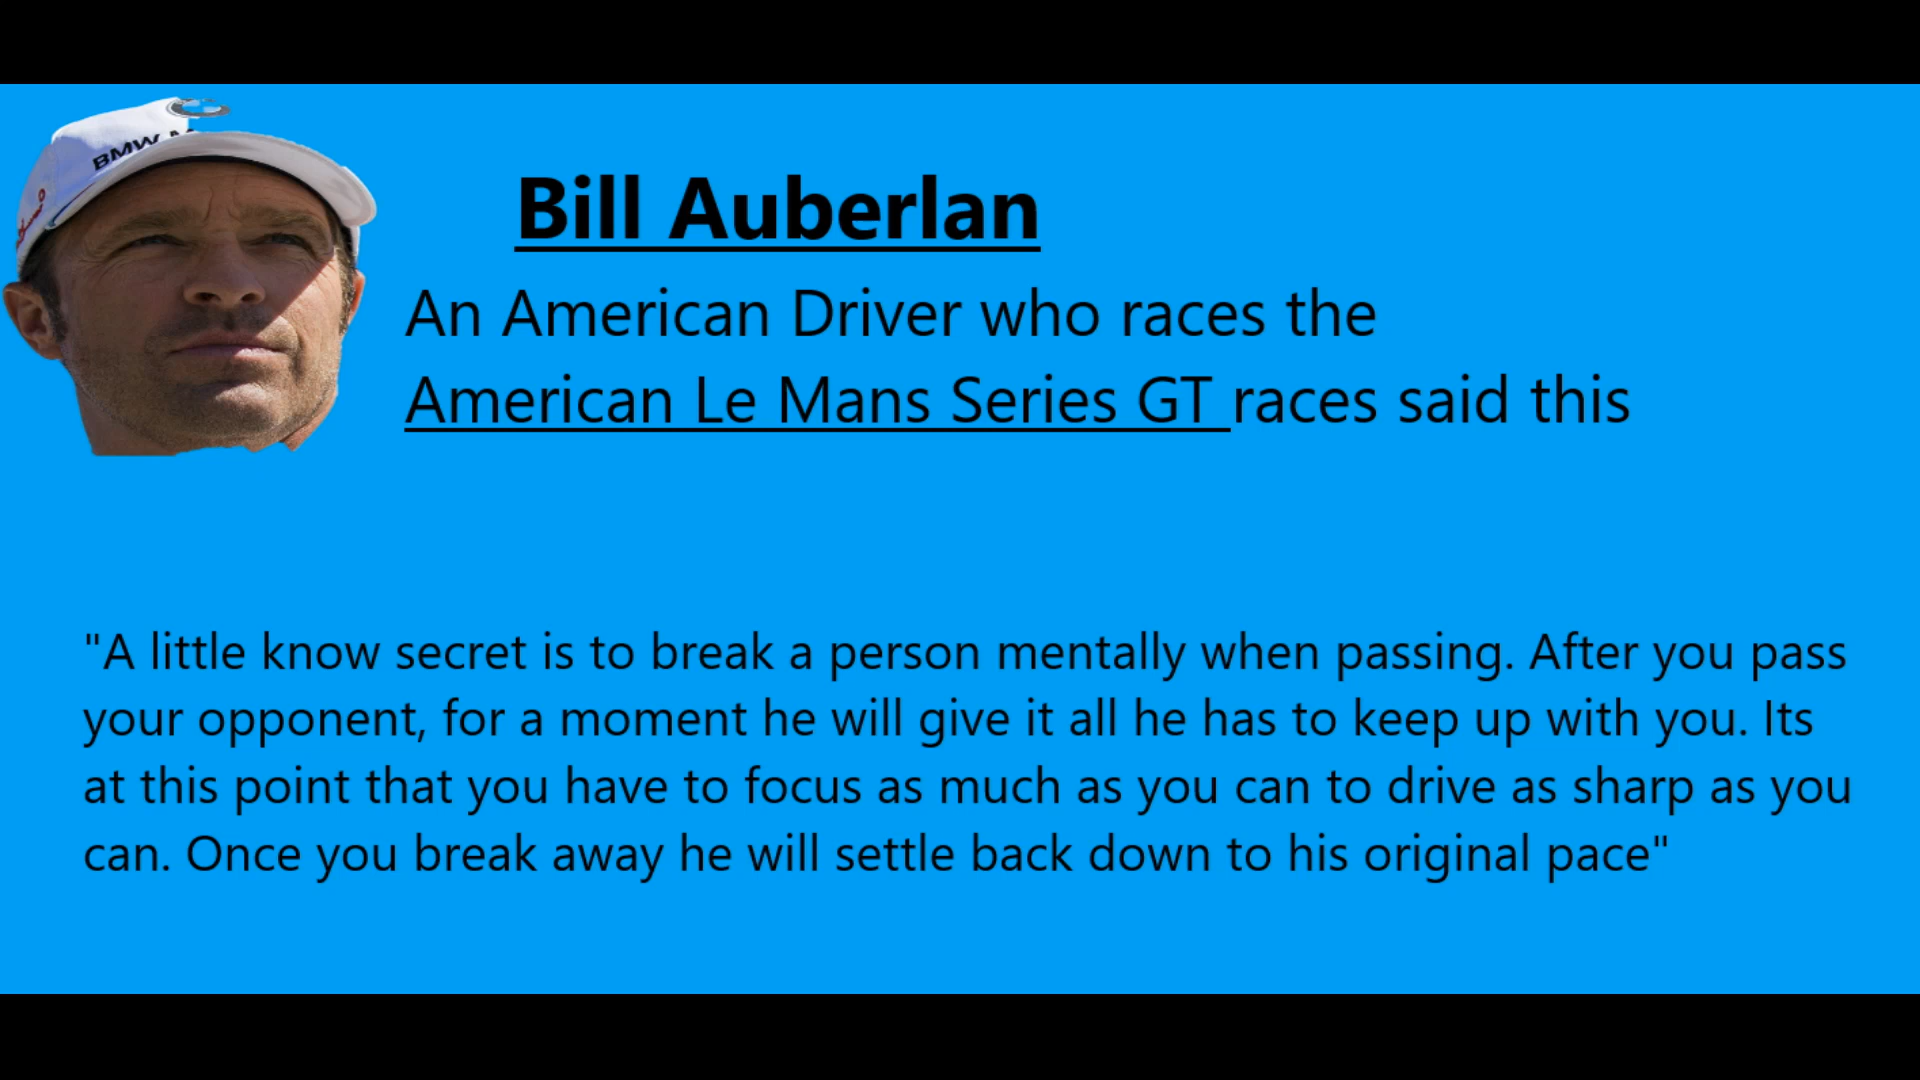 BMW M
Bill Auberlan
An American Driver who races the
American Le Mans Series GT races said this
"A little know secret is to break a person mentally when passing. After you pass
your opponent, for a moment he will give it all he has to keep up with you. Its
at this point that you have to focus as much as you can to drive as sharp as you
can. Once you break away he will settle back down to his original pace"